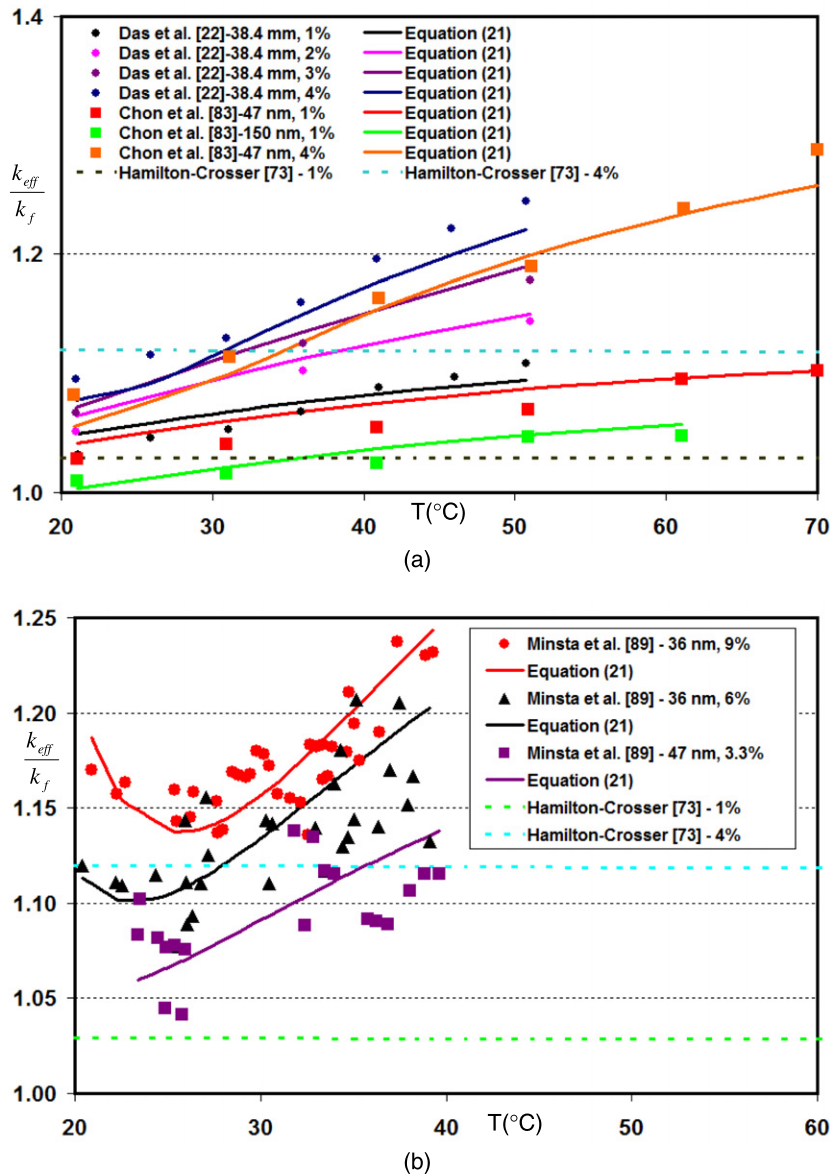 1.4
Das et al. [22]-38.4 mm, 1% Equation (21)
Das et al. [22]-38.4 mm, 2% Equation (21)
Das et al. [22]-38.4 mm, 3% Equation (21)
Das et al. [22]-38.4 mm, 4% Equation (21)
Chon et al. [83]-47 nm, 1% Equation (21)
Chon et al. [83]-150 nm, 1% Equation (21)
Chon et al. [83]-47 nm, 4% Equation (21)
Hamilton-Crosser [73] - 1% Hamilton-Crosser [73] - 4%
k_eff
k_f
1.2
1.0
20 30 40 50 60 70
T(°C)
(a)
1.25
Minsta et al. [89] - 36 nm, 9%
Equation (21)
Minsta et al. [89] - 36 nm, 6%
Equation (21)
Minsta et al. [89] - 47 nm, 3.3%
Equation (21)
Hamilton-Crosser [73] - 1%
Hamilton-Crosser [73] - 4%
1.20
k_eff
k_f
1.15
1.10
1.05
1.00
20 30 40 50 60
T(°C)
(b)